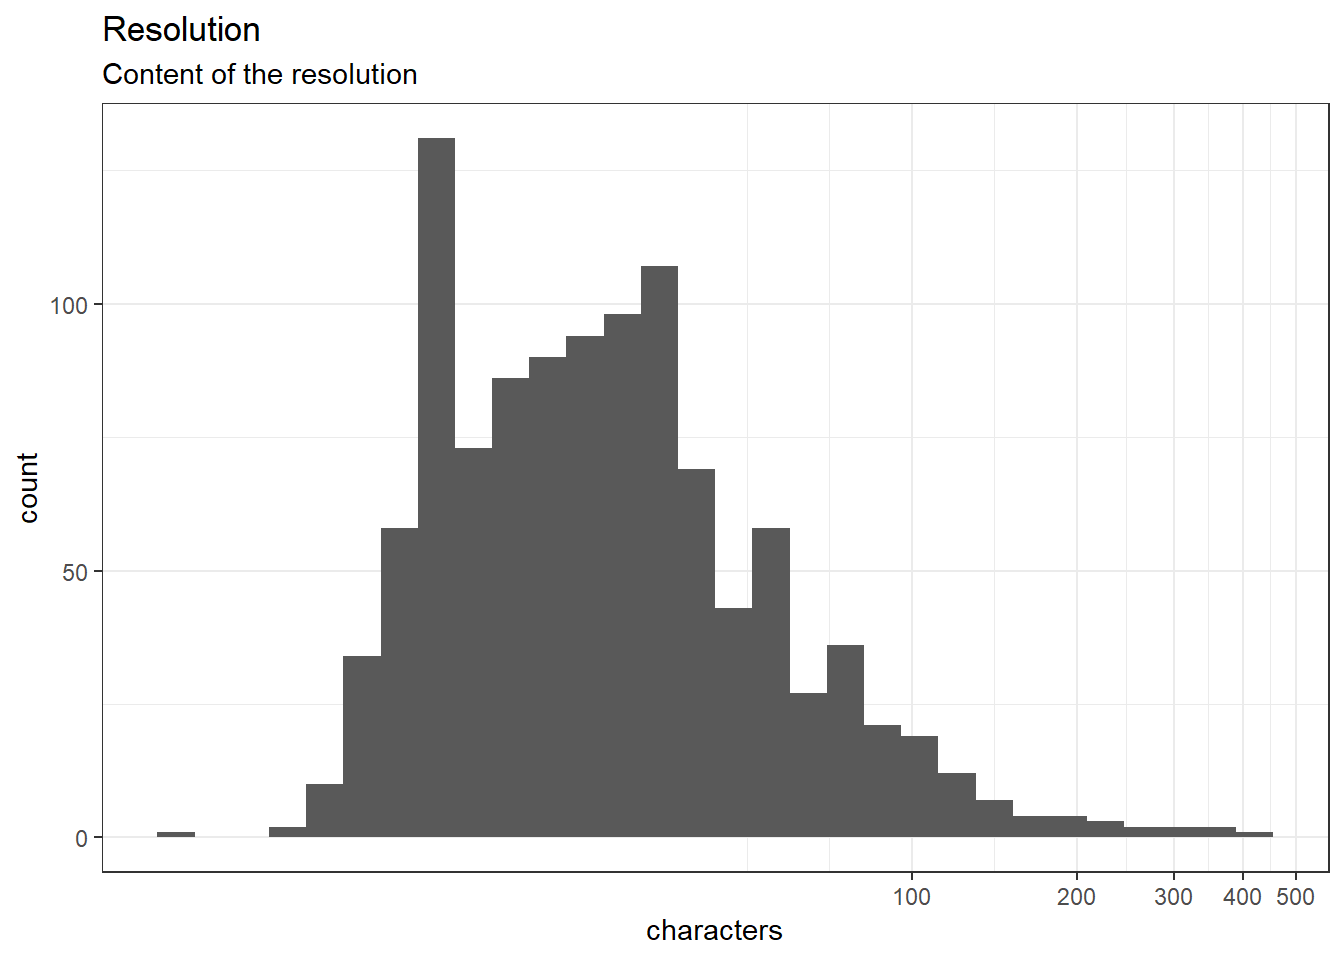 Resolution
Content of the resolution
count
100
50
0
100 200 300 400 500
characters